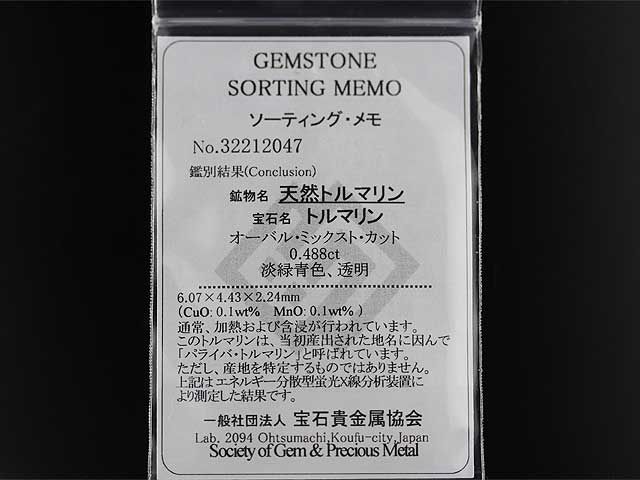 GEMSTONE
SORTING MEMO
ソーティング・メモ
No.32212047
鑑別結果(Conclusion)
鉱物名 天然トルマリン
宝石名 トルマリン
オーバル・ミックスト・カット
0.488ct
淡緑青色、透明
6.07×4.43×2.24mm
(CuO: 0.1wt% MnO: 0.1wt% )
通常、加熱および含浸が行われています。
このトルマリンは、当初産出された地名に因んで
「パライバ・トルマリン」と呼ばれています。
ただし、産地を特定するものではありません。
上記はエネルギー分散型蛍光X線分析装置に
より測定した結果です。
一般社団法人 宝石貴金属協会
Lab. 2094 Ohtsumachi,Koufu-city,Japan
Society of Gem & Precious Metal